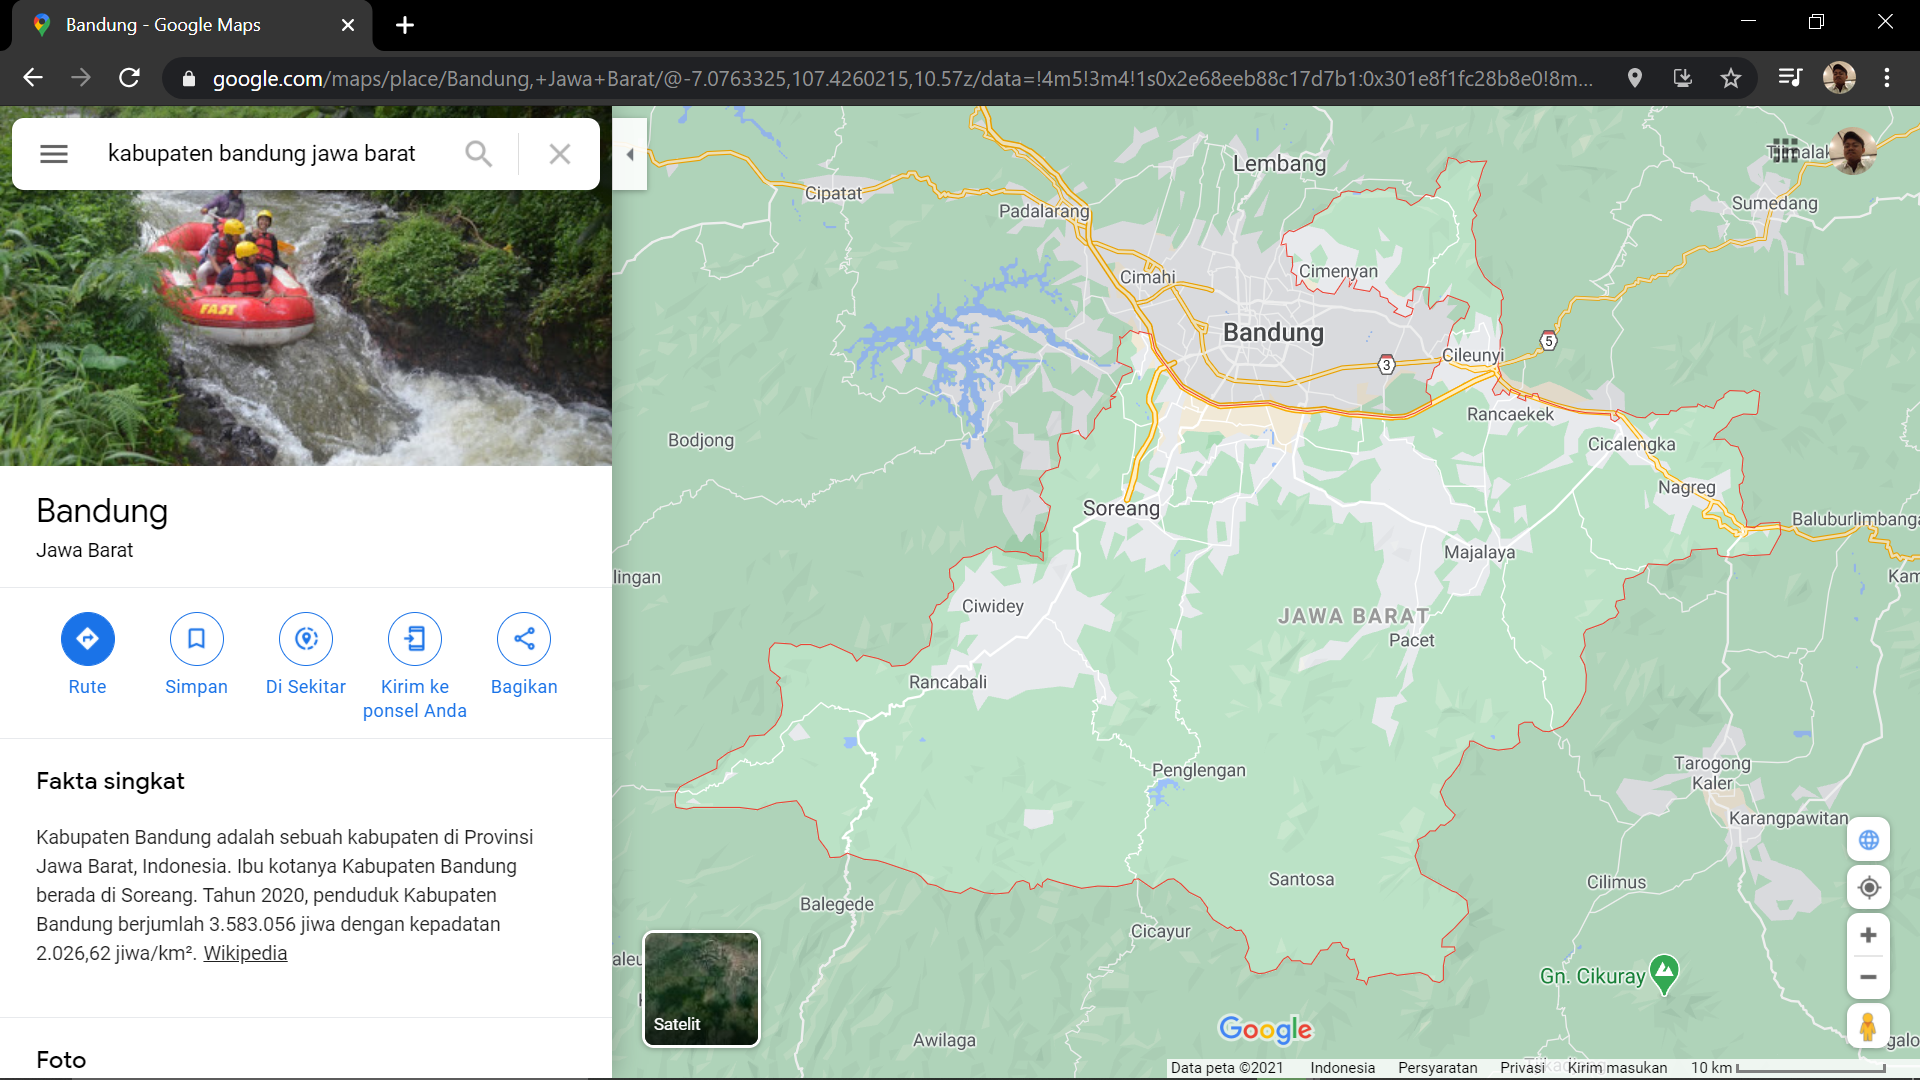 Bandung - Google Maps
google.com/maps/place/Bandung,+Jawa+Barat/@-7.0763325,107.4260215,10.57z/data=!4m5!3m4!1s0x2e68eeb88c17d7b1:0x301e8f1fc28b8e0!8m...
kabupaten bandung jawa barat
FAST
Bandung
Jawa Barat
Rute
Simpan
Di Sekitar
Kirim ke
ponsel Anda
Bagikan
Fakta singkat
Kabupaten Bandung adalah sebuah kabupaten di Provinsi
Jawa Barat, Indonesia. Ibu kotanya Kabupaten Bandung
berada di Soreang. Tahun 2020, penduduk Kabupaten
Bandung berjumlah 3.583.056 jiwa dengan kepadatan
2.026,62 jiwa/km². Wikipedia
Foto
Lembang
Cipatat
Padalarang
Sumedang
Cimahi
Cimenyan
Bandung
5
3
Cileunyi
Rancaekek
Bodjong
Cicalengka
Nagreg
Soreang
Baluburlimbanga
Majalaya
lingan
Kam
Ciwidey
JAWA BARAT
Pacet
Rancabali
Penglengan
Tarogong
Kaler
Karangpawitan
Santosa
Cilimus
Balegede
Cicayur
aleu
Gn. Cikuray
Satelit
Google
Awilaga
galo
Data peta ©2021
Indonesia
Persyaratan
Privasi
Kirim masukan
10 km